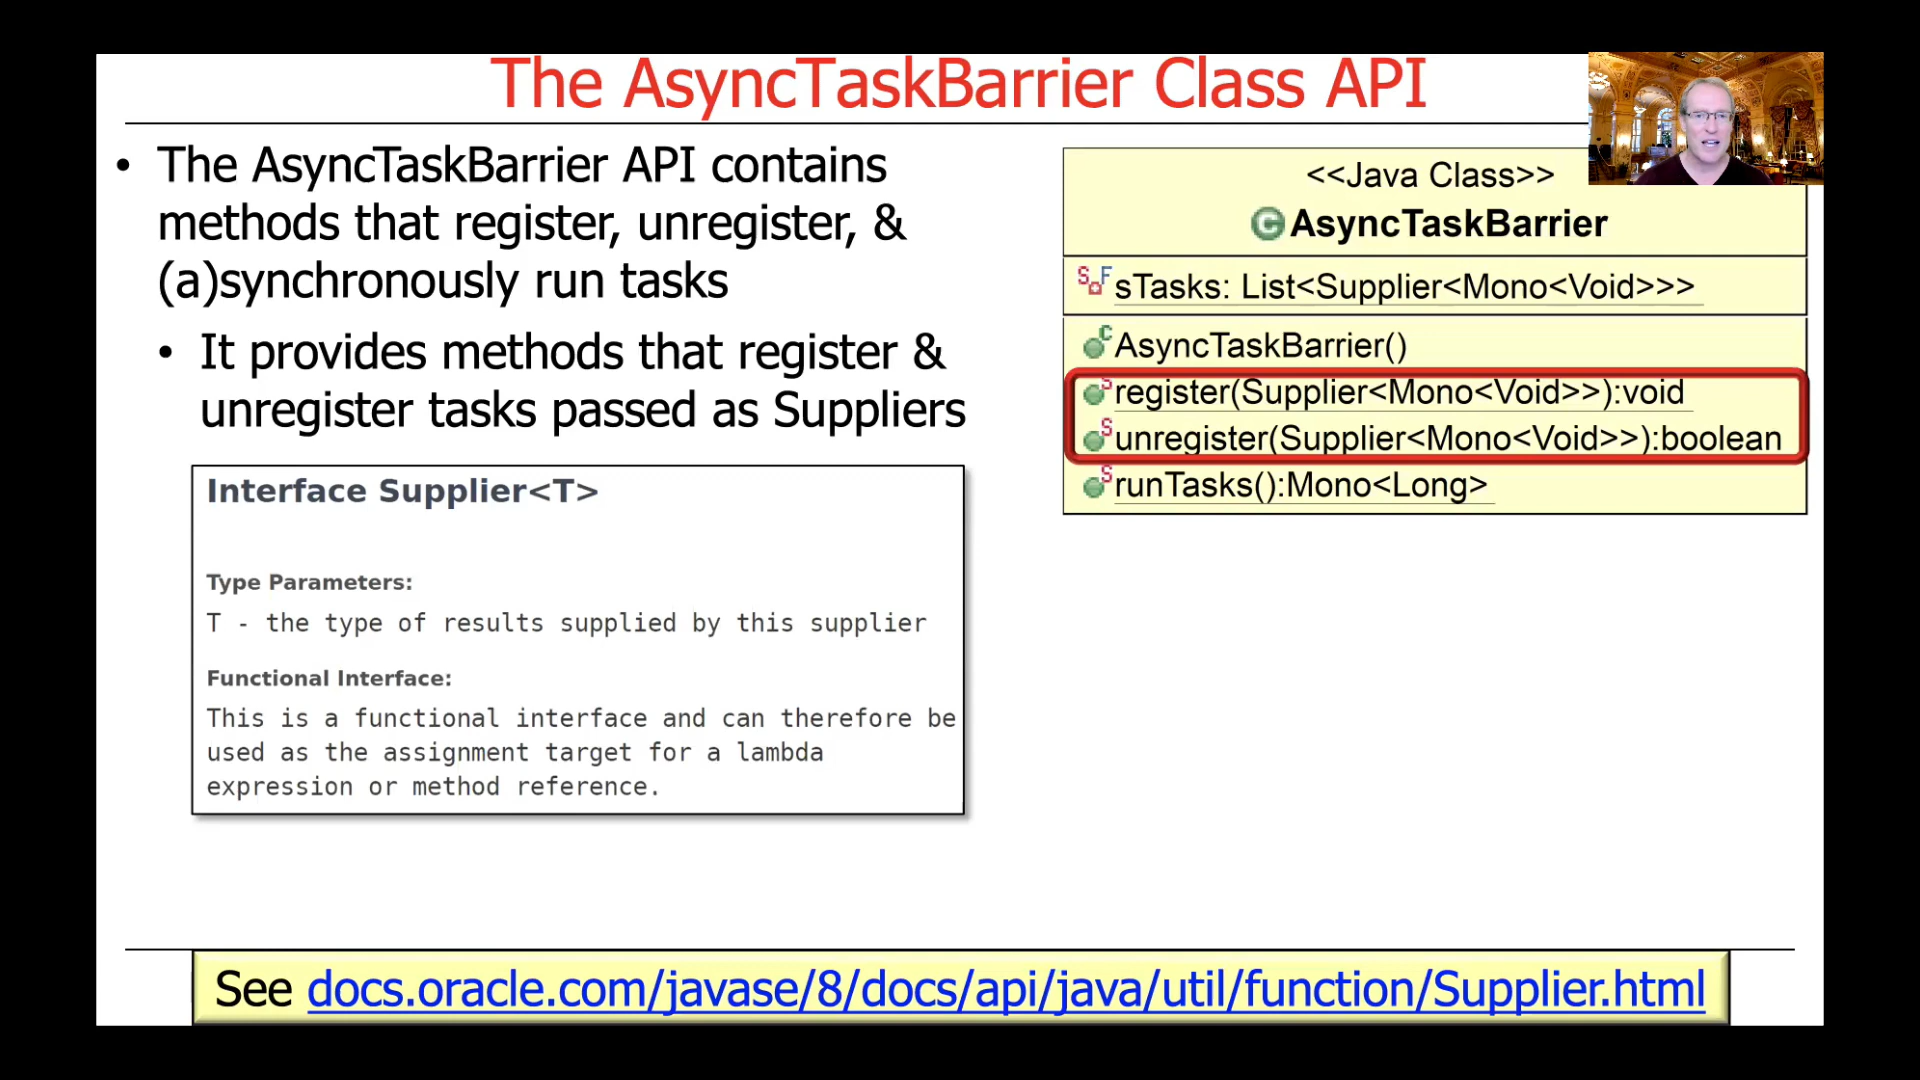 The AsyncTaskBarrier Class API
• The AsyncTaskBarrier API contains
methods that register, unregister, &
(a)synchronously run tasks
• It provides methods that register &
unregister tasks passed as Suppliers
Interface Supplier<T>
Type Parameters:
T - the type of results supplied by this supplier
Functional Interface:
This is a functional interface and can therefore be
used as the assignment target for a lambda
expression or method reference.
<<Java Class>>
C AsyncTaskBarrier
S F sTasks: List<Supplier<Mono<Void>>>
C AsyncTaskBarrier()
S register(Supplier<Mono<Void>>):void
S unregister(Supplier<Mono<Void>>):boolean
S runTasks():Mono<Long>
See docs.oracle.com/javase/8/docs/api/java/util/function/Supplier.html